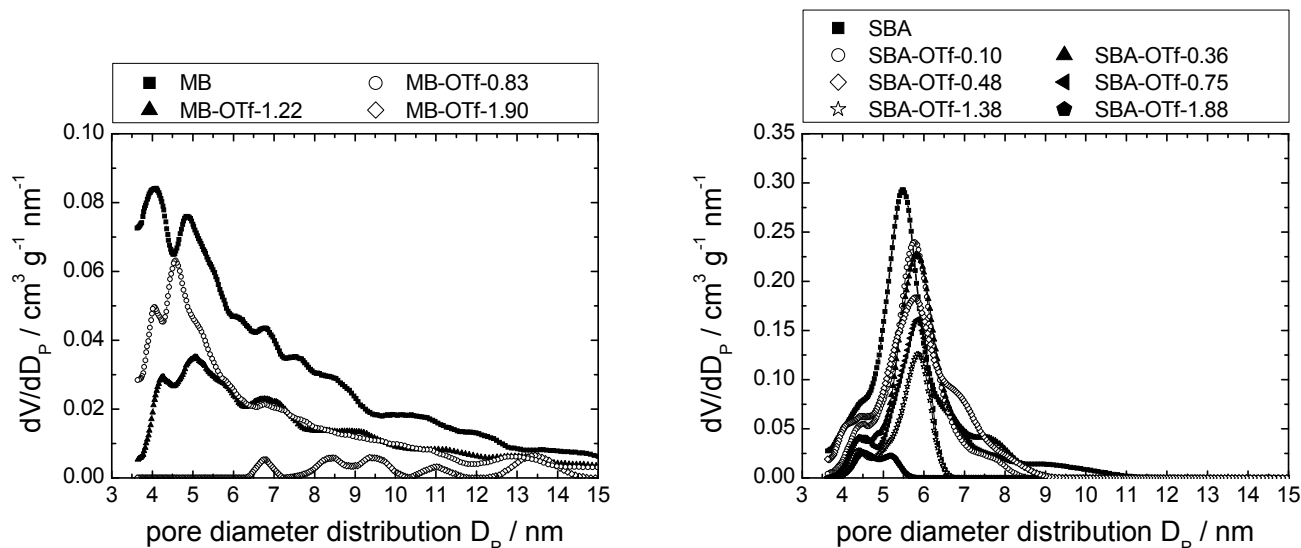 MB MB-OTf-0.83
MB-OTf-1.22 MB-OTf-1.90
0.10
0.08
0.06
0.04
0.02
0.00
dV/dD_P / cm³ g⁻¹ nm⁻¹
3 4 5 6 7 8 9 10 11 12 13 14 15
pore diameter distribution D_P / nm
SBA
SBA-OTf-0.10 SBA-OTf-0.36
SBA-OTf-0.48 SBA-OTf-0.75
SBA-OTf-1.38 SBA-OTf-1.88
0.35
0.30
0.25
0.20
0.15
0.10
0.05
0.00
dV/dD_P / cm³ g⁻¹ nm⁻¹
3 4 5 6 7 8 9 10 11 12 13 14 15
pore diameter distribution D_P / nm